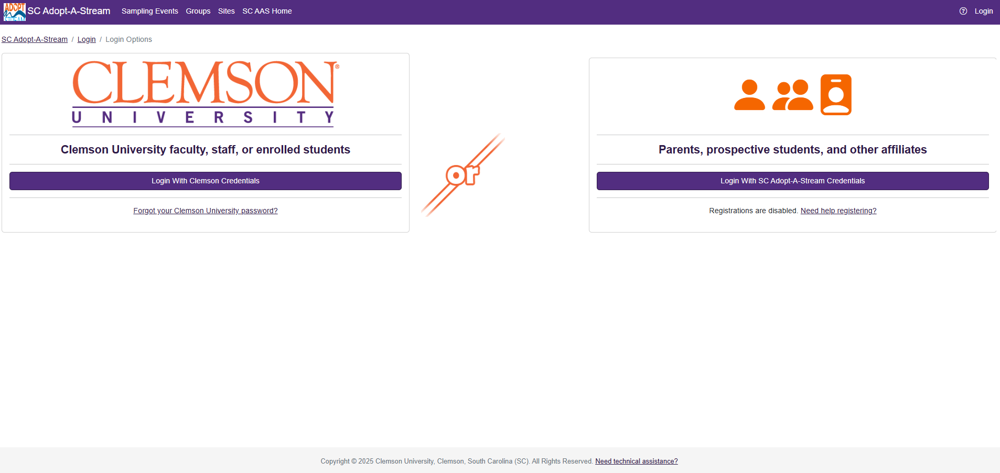 ADOPT
STREAM
SC Adopt-A-Stream Sampling Events Groups Sites SC AAS Home Login
SC Adopt-A-Stream / Login / Login Options
CLEMSON®
UNIVERSITY
Clemson University faculty, staff, or enrolled students
Login With Clemson Credentials
Forgot your Clemson University password?
or
Parents, prospective students, and other affiliates
Login With SC Adopt-A-Stream Credentials
Registrations are disabled. Need help registering?
Copyright © 2025 Clemson University, Clemson, South Carolina (SC). All Rights Reserved. Need technical assistance?